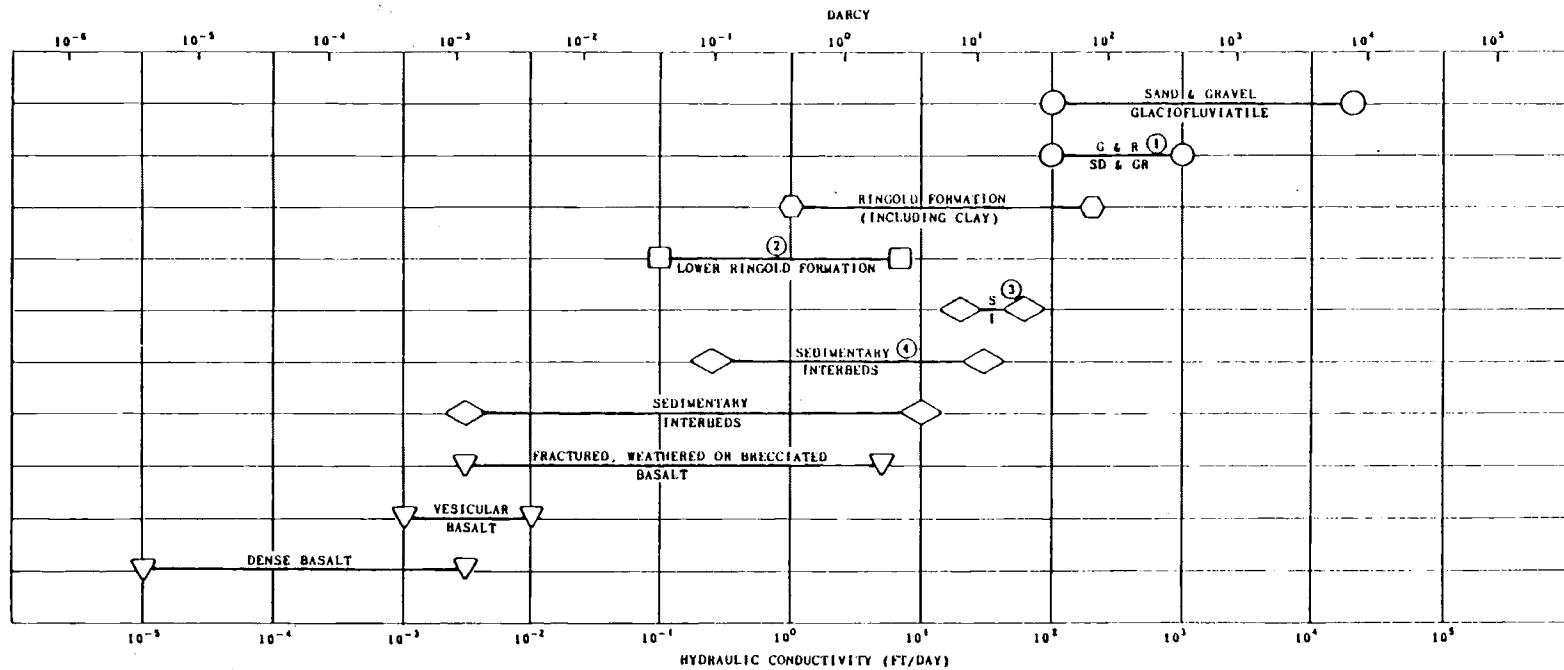 DARCY
10⁻⁶ 10⁻⁵ 10⁻⁴ 10⁻³ 10⁻² 10⁻¹ 10⁰ 10¹ 10² 10³ 10⁴ 10⁵
SAND & GRAVEL
GLACIOFLUVIATILE
G & R ①
SD & GR
RINGOLD FORMATION
(INCLUDING CLAY)
②
LOWER RINGOLD FORMATION
S ③
I
SEDIMENTARY ④
INTERBEDS
SEDIMENTARY
INTERBEDS
FRACTURED, WEATHERED OR BRECCIATED
BASALT
VESICULAR
BASALT
DENSE BASALT
10⁻⁵ 10⁻⁴ 10⁻³ 10⁻² 10⁻¹ 10⁰ 10¹ 10² 10³ 10⁴ 10⁵
HYDRAULIC CONDUCTIVITY (FT/DAY)